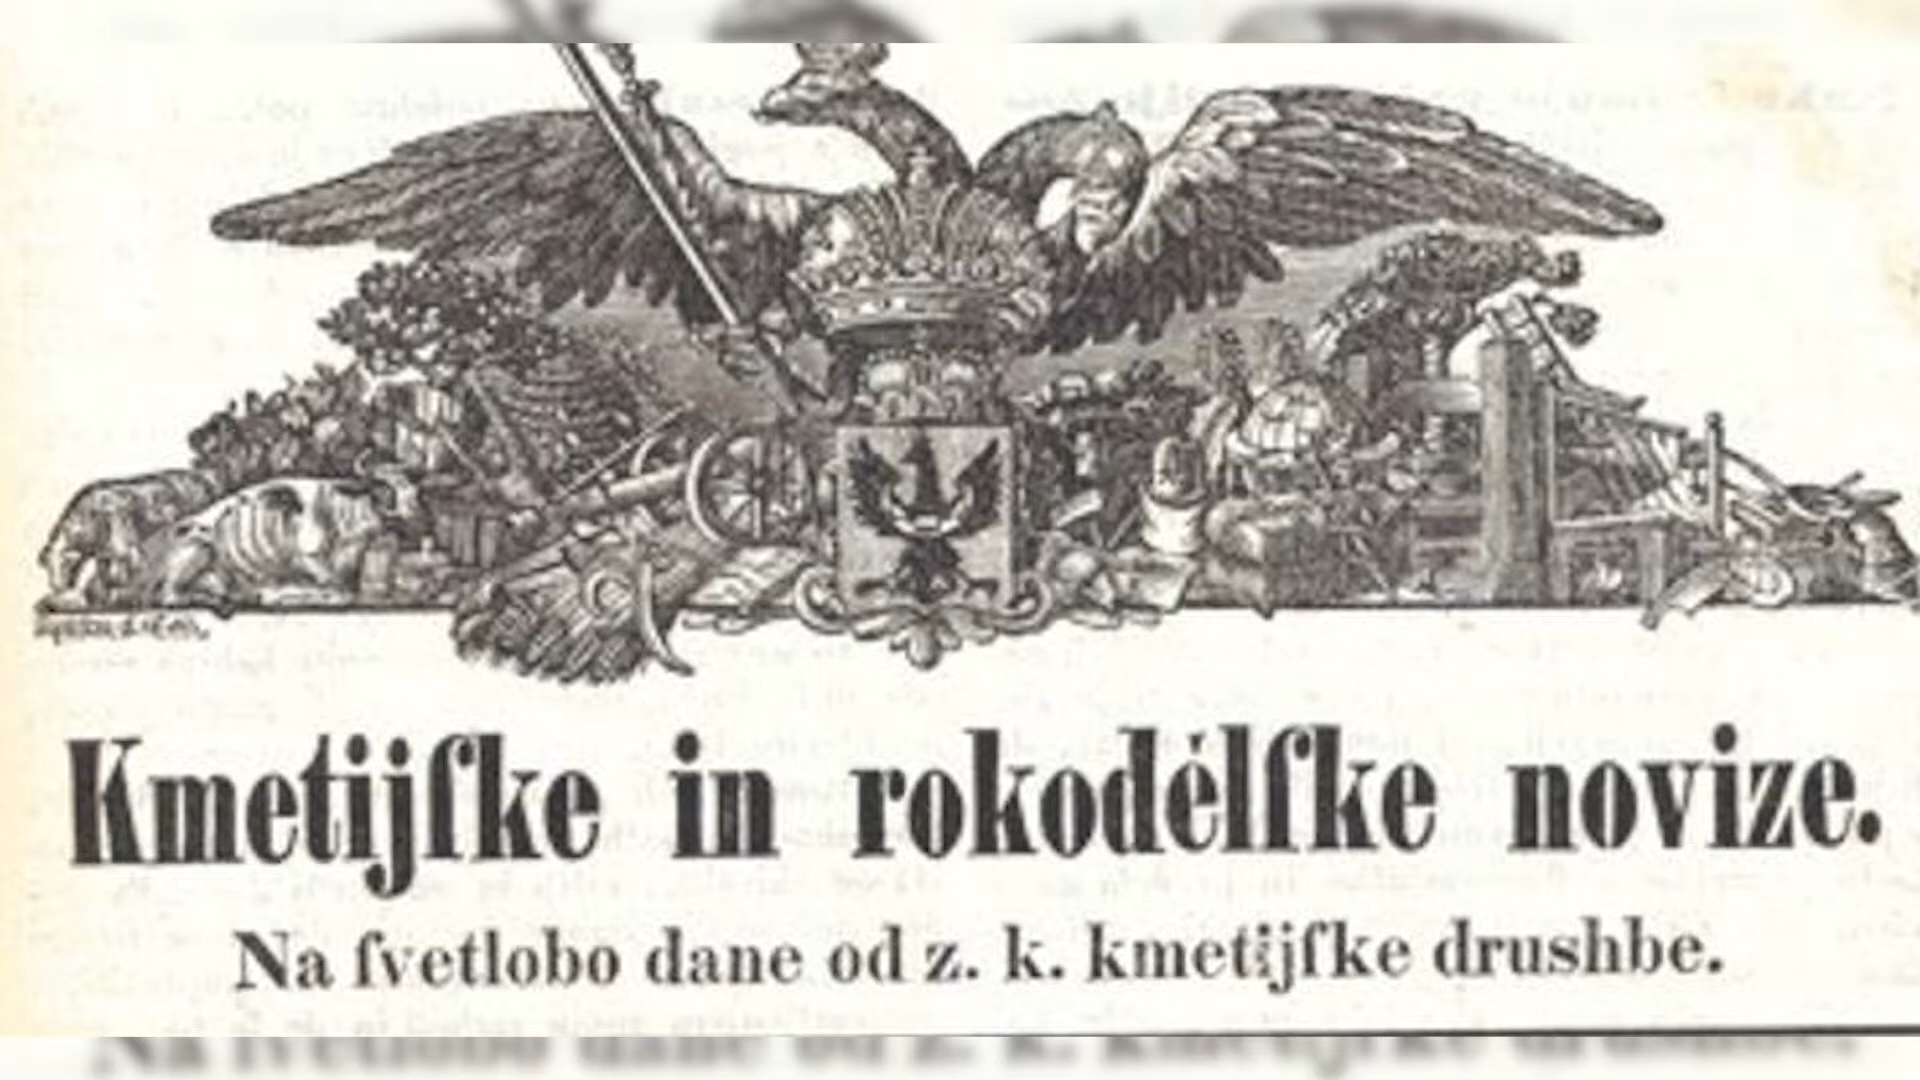 Kmetijſke in rokodélſke novize.
Na ſvetlobo dane od z. k. kmetijſke drushbe.